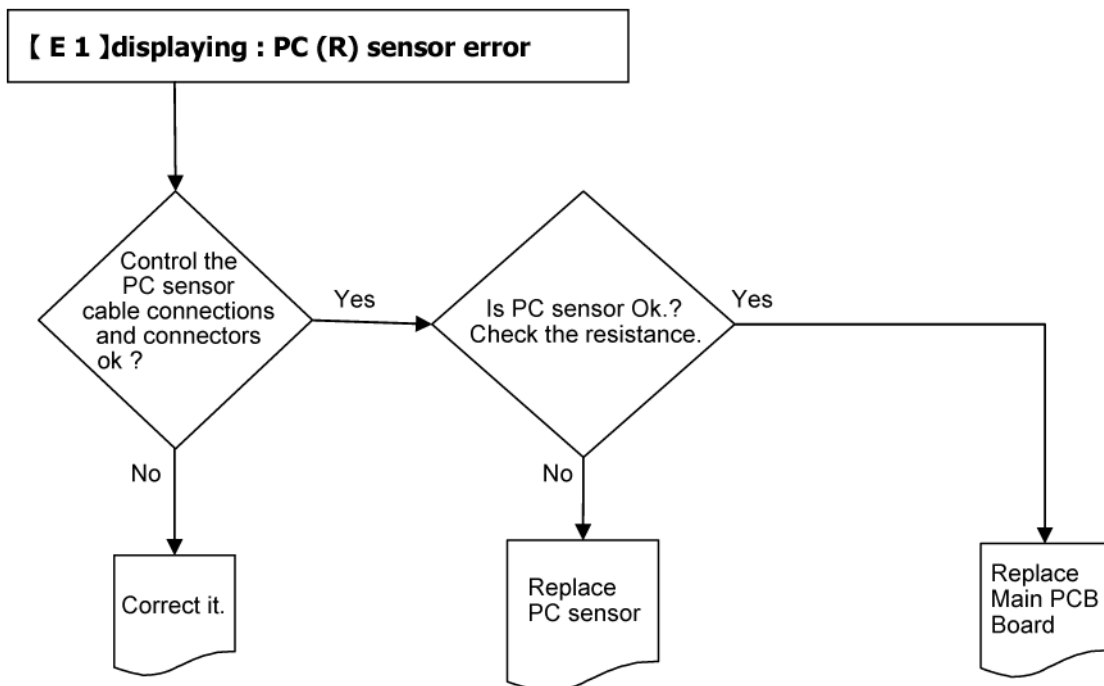 【 E 1 】displaying : PC (R) sensor error
Control the
PC sensor
cable connections
and connectors
ok ?
Yes
No
Correct it.
Is PC sensor Ok.?
Check the resistance.
Yes
No
Replace
PC sensor
Replace
Main PCB
Board